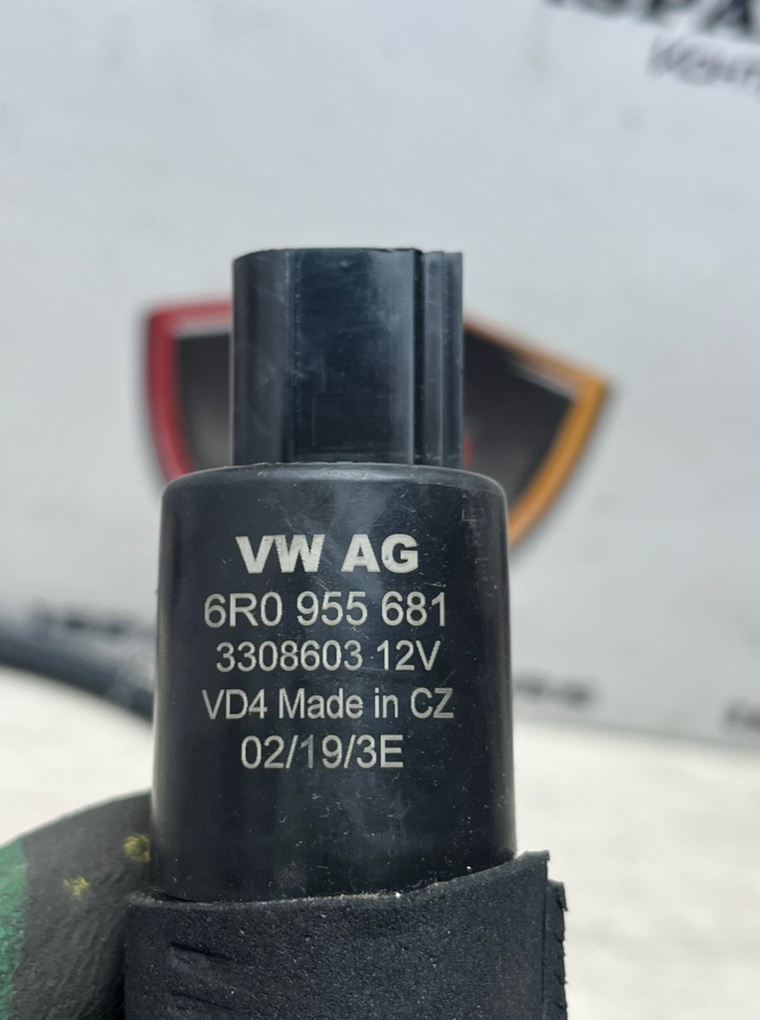 VW AG
6R0 955 681
3308603 12V
VD4 Made in CZ
02/19/3E